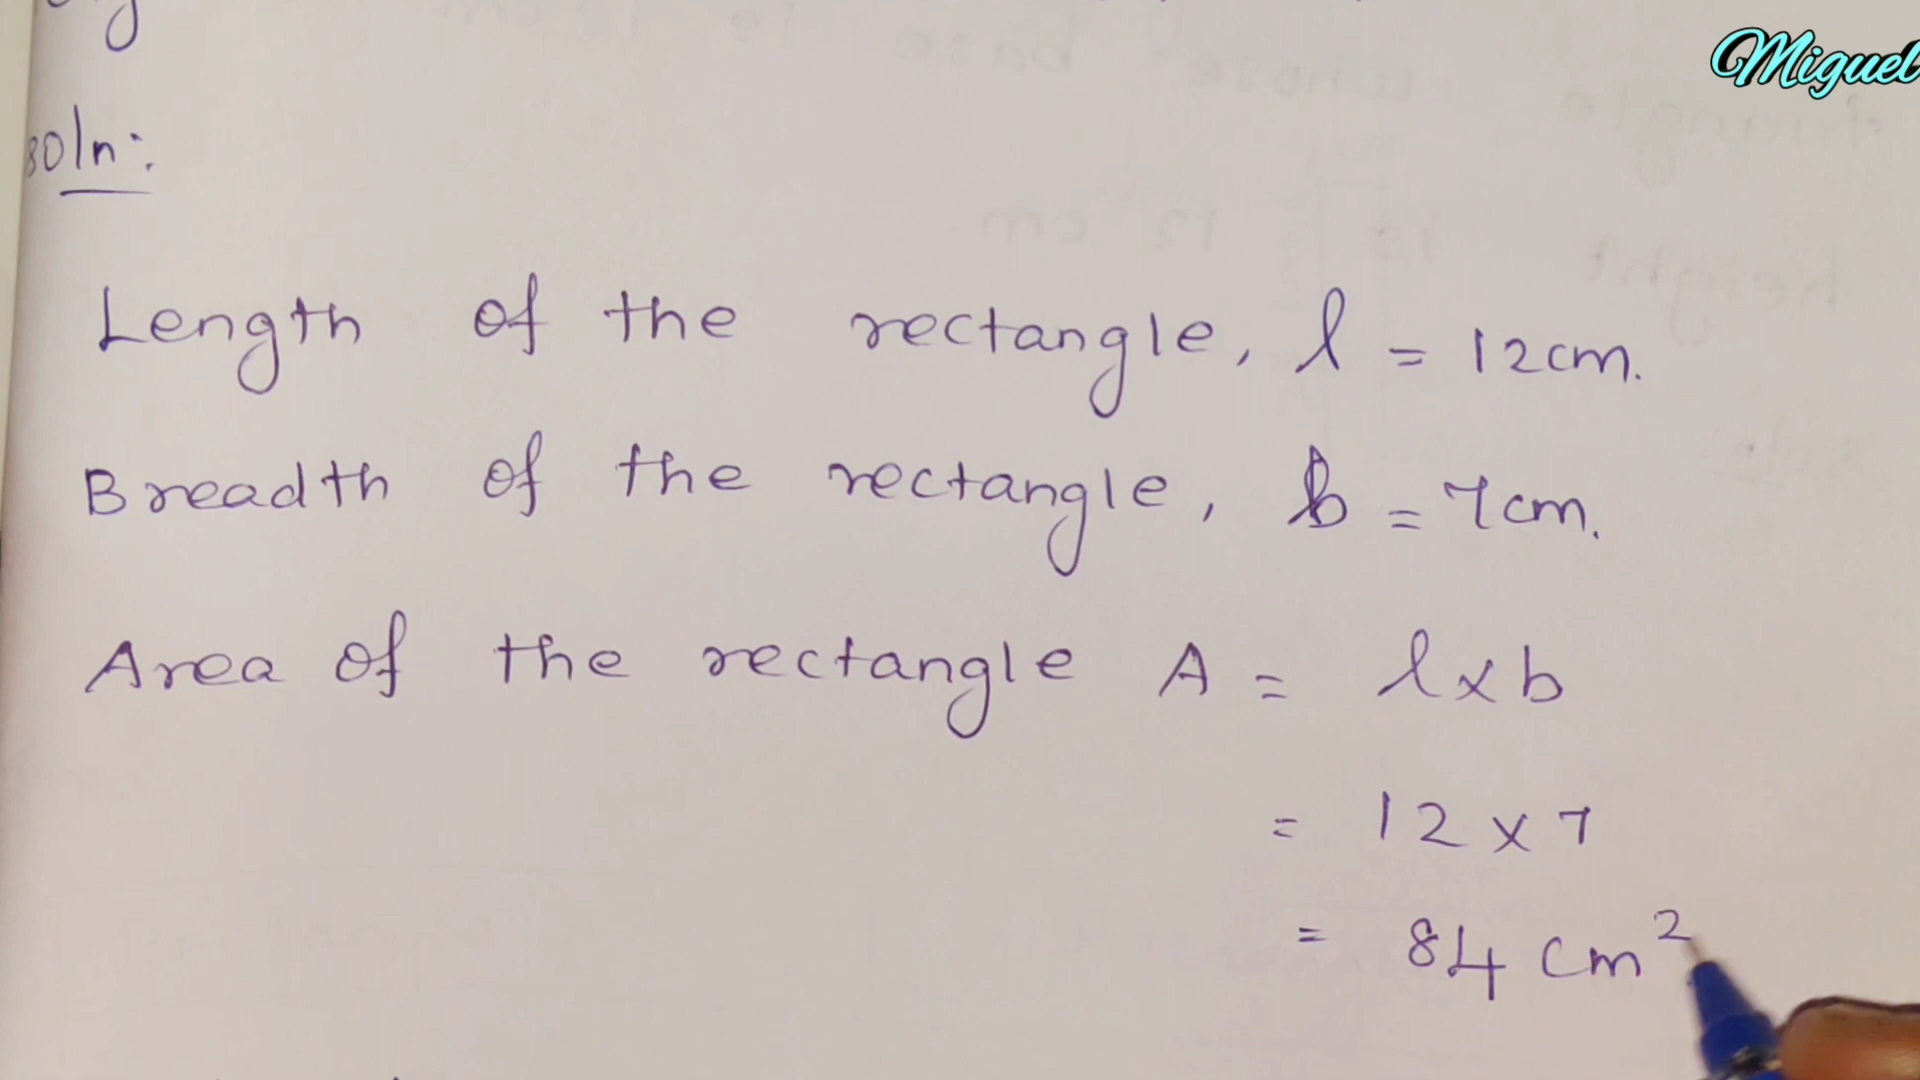 Miguel
soln:
Length of the rectangle, l = 12cm.
Breadth of the rectangle, b = 7cm.
Area of the rectangle A = l x b
= 12 x 7
= 84 cm²